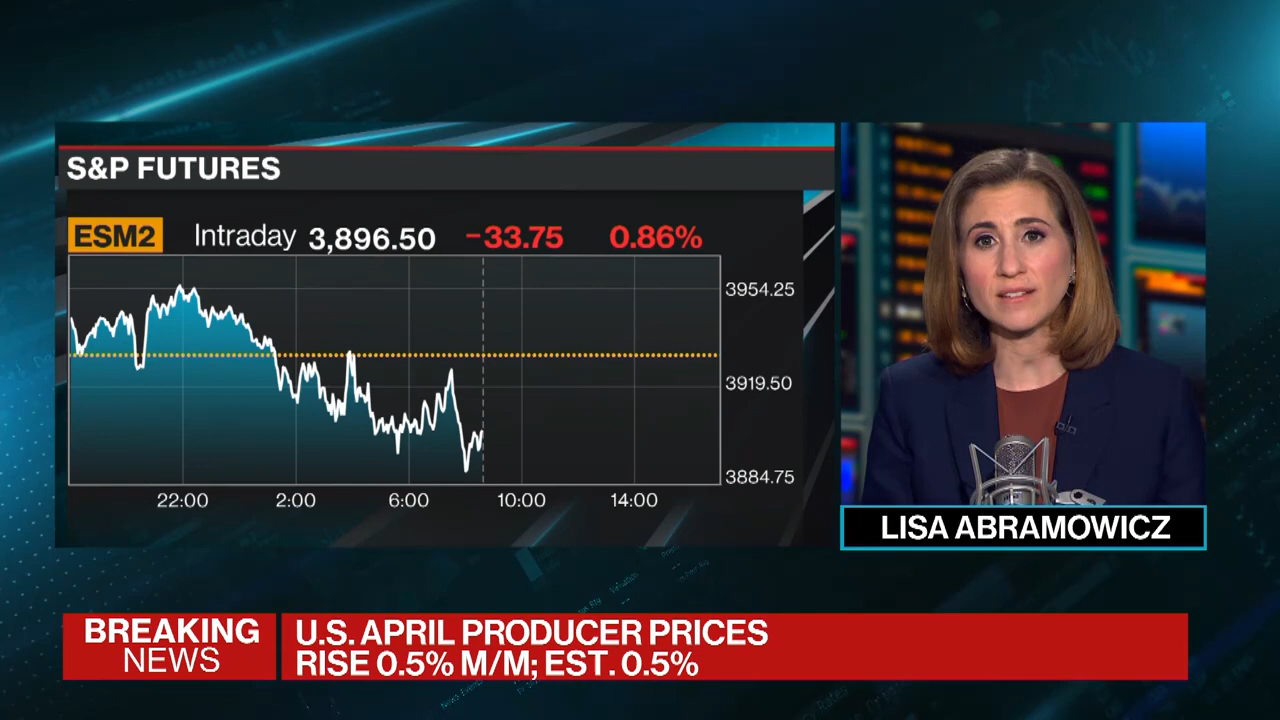 S&P FUTURES
ESM2 Intraday 3,896.50 -33.75 0.86%
3954.25
3919.50
3884.75
22:00 2:00 6:00 10:00 14:00
LISA ABRAMOWICZ
BREAKING NEWS
U.S. APRIL PRODUCER PRICES
RISE 0.5% M/M; EST. 0.5%